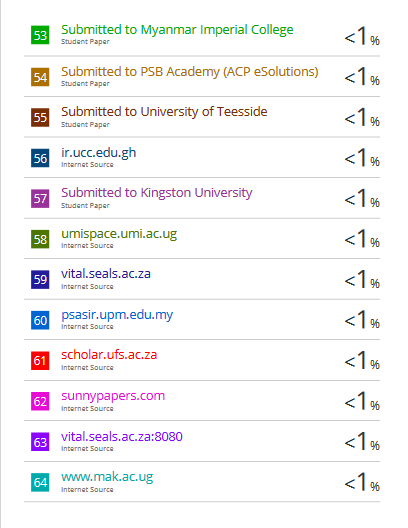 53 Submitted to Myanmar Imperial College <1%
Student Paper
54 Submitted to PSB Academy (ACP eSolutions) <1%
Student Paper
55 Submitted to University of Teesside <1%
Student Paper
56 ir.ucc.edu.gh <1%
Internet Source
57 Submitted to Kingston University <1%
Student Paper
58 umispace.umi.ac.ug <1%
Internet Source
59 vital.seals.ac.za <1%
Internet Source
60 psasir.upm.edu.my <1%
Internet Source
61 scholar.ufs.ac.za <1%
Internet Source
62 sunnypapers.com <1%
Internet Source
63 vital.seals.ac.za:8080 <1%
Internet Source
64 www.mak.ac.ug <1%
Internet Source